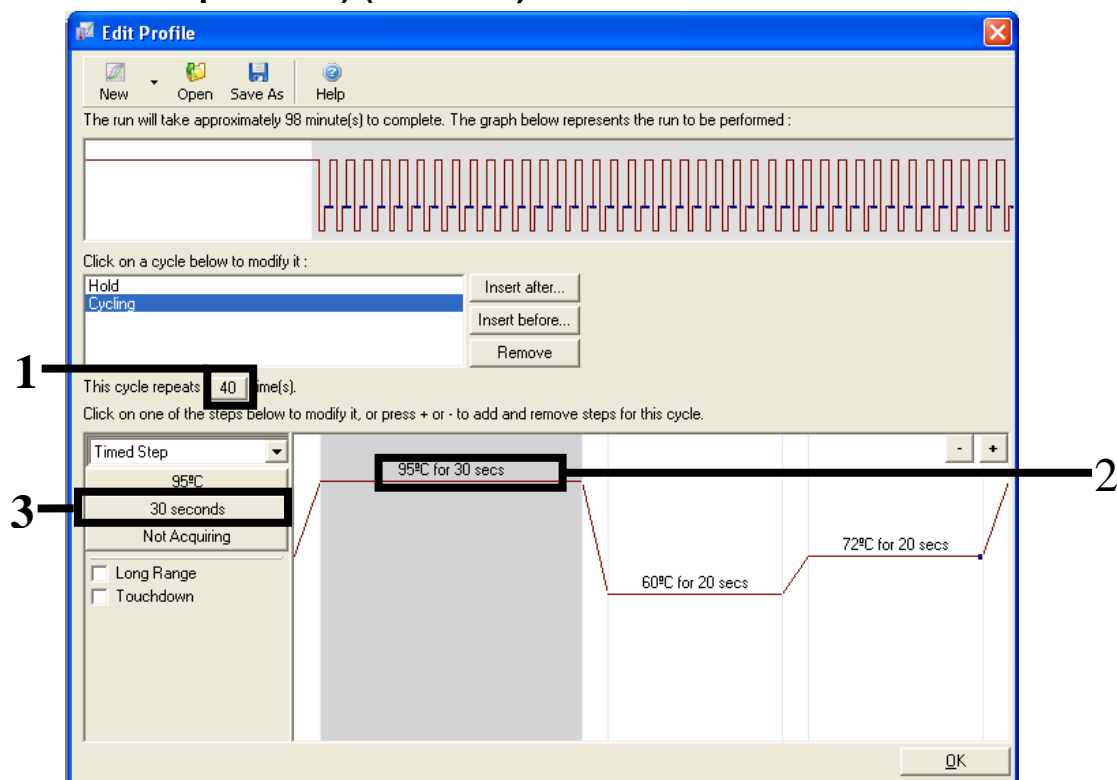 Edit Profile
New Open Save As Help
The run will take approximately 98 minute(s) to complete. The graph below represents the run to be performed :
Click on a cycle below to modify it :
Hold
Cycling
Insert after...
Insert before...
Remove
1
This cycle repeats 40 ime(s).
Click on one of the steps below to modify it, or press + or - to add and remove steps for this cycle.
Timed Step
- +
95ºC for 30 secs
2
95ºC
3
30 seconds
Not Acquiring
72ºC for 20 secs
Long Range
60ºC for 20 secs
Touchdown
OK